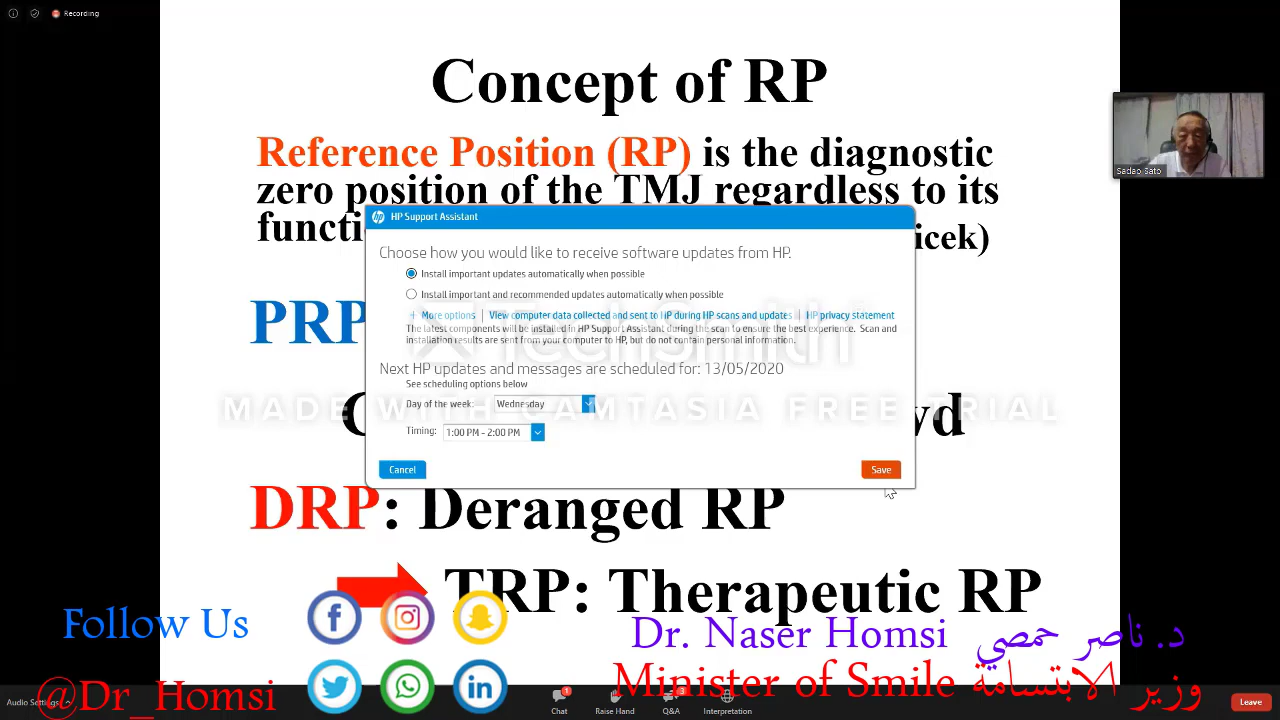 Recording
Concept of RP
Reference Position (RP) is the diagnostic
zero position of the TMJ regardless to its
functi
icek)
Sadao Sato
HP Support Assistant
Choose how you would like to receive software updates from HP.
Install important updates automatically when possible
Install important and recommended updates automatically when possible
+ More options | View computer data collected and sent to HP during HP scans and updates | HP privacy statement
The latest components will be installed in HP Support Assistant during the scan to ensure the best experience. Scan and
installation results are sent from your computer to HP, but do not contain personal information.
TechSmith
Next HP updates and messages are scheduled for: 13/05/2020
See scheduling options below
Day of the week: Wednesday
Timing: 1:00 PM - 2:00 PM
Cancel
Save
PRP
MADE WITH CAMTASIA FREE TRIAL
wd
DRP: Deranged RP
TRP: Therapeutic RP
Follow Us
@Dr_Homsi
Dr. Naser Homsi د. ناصر حمصي
Minister of Smile وزير الابتسامة
Audio Settings
Chat 1
Raise Hand
Q&A 3
Interpretation
Leave